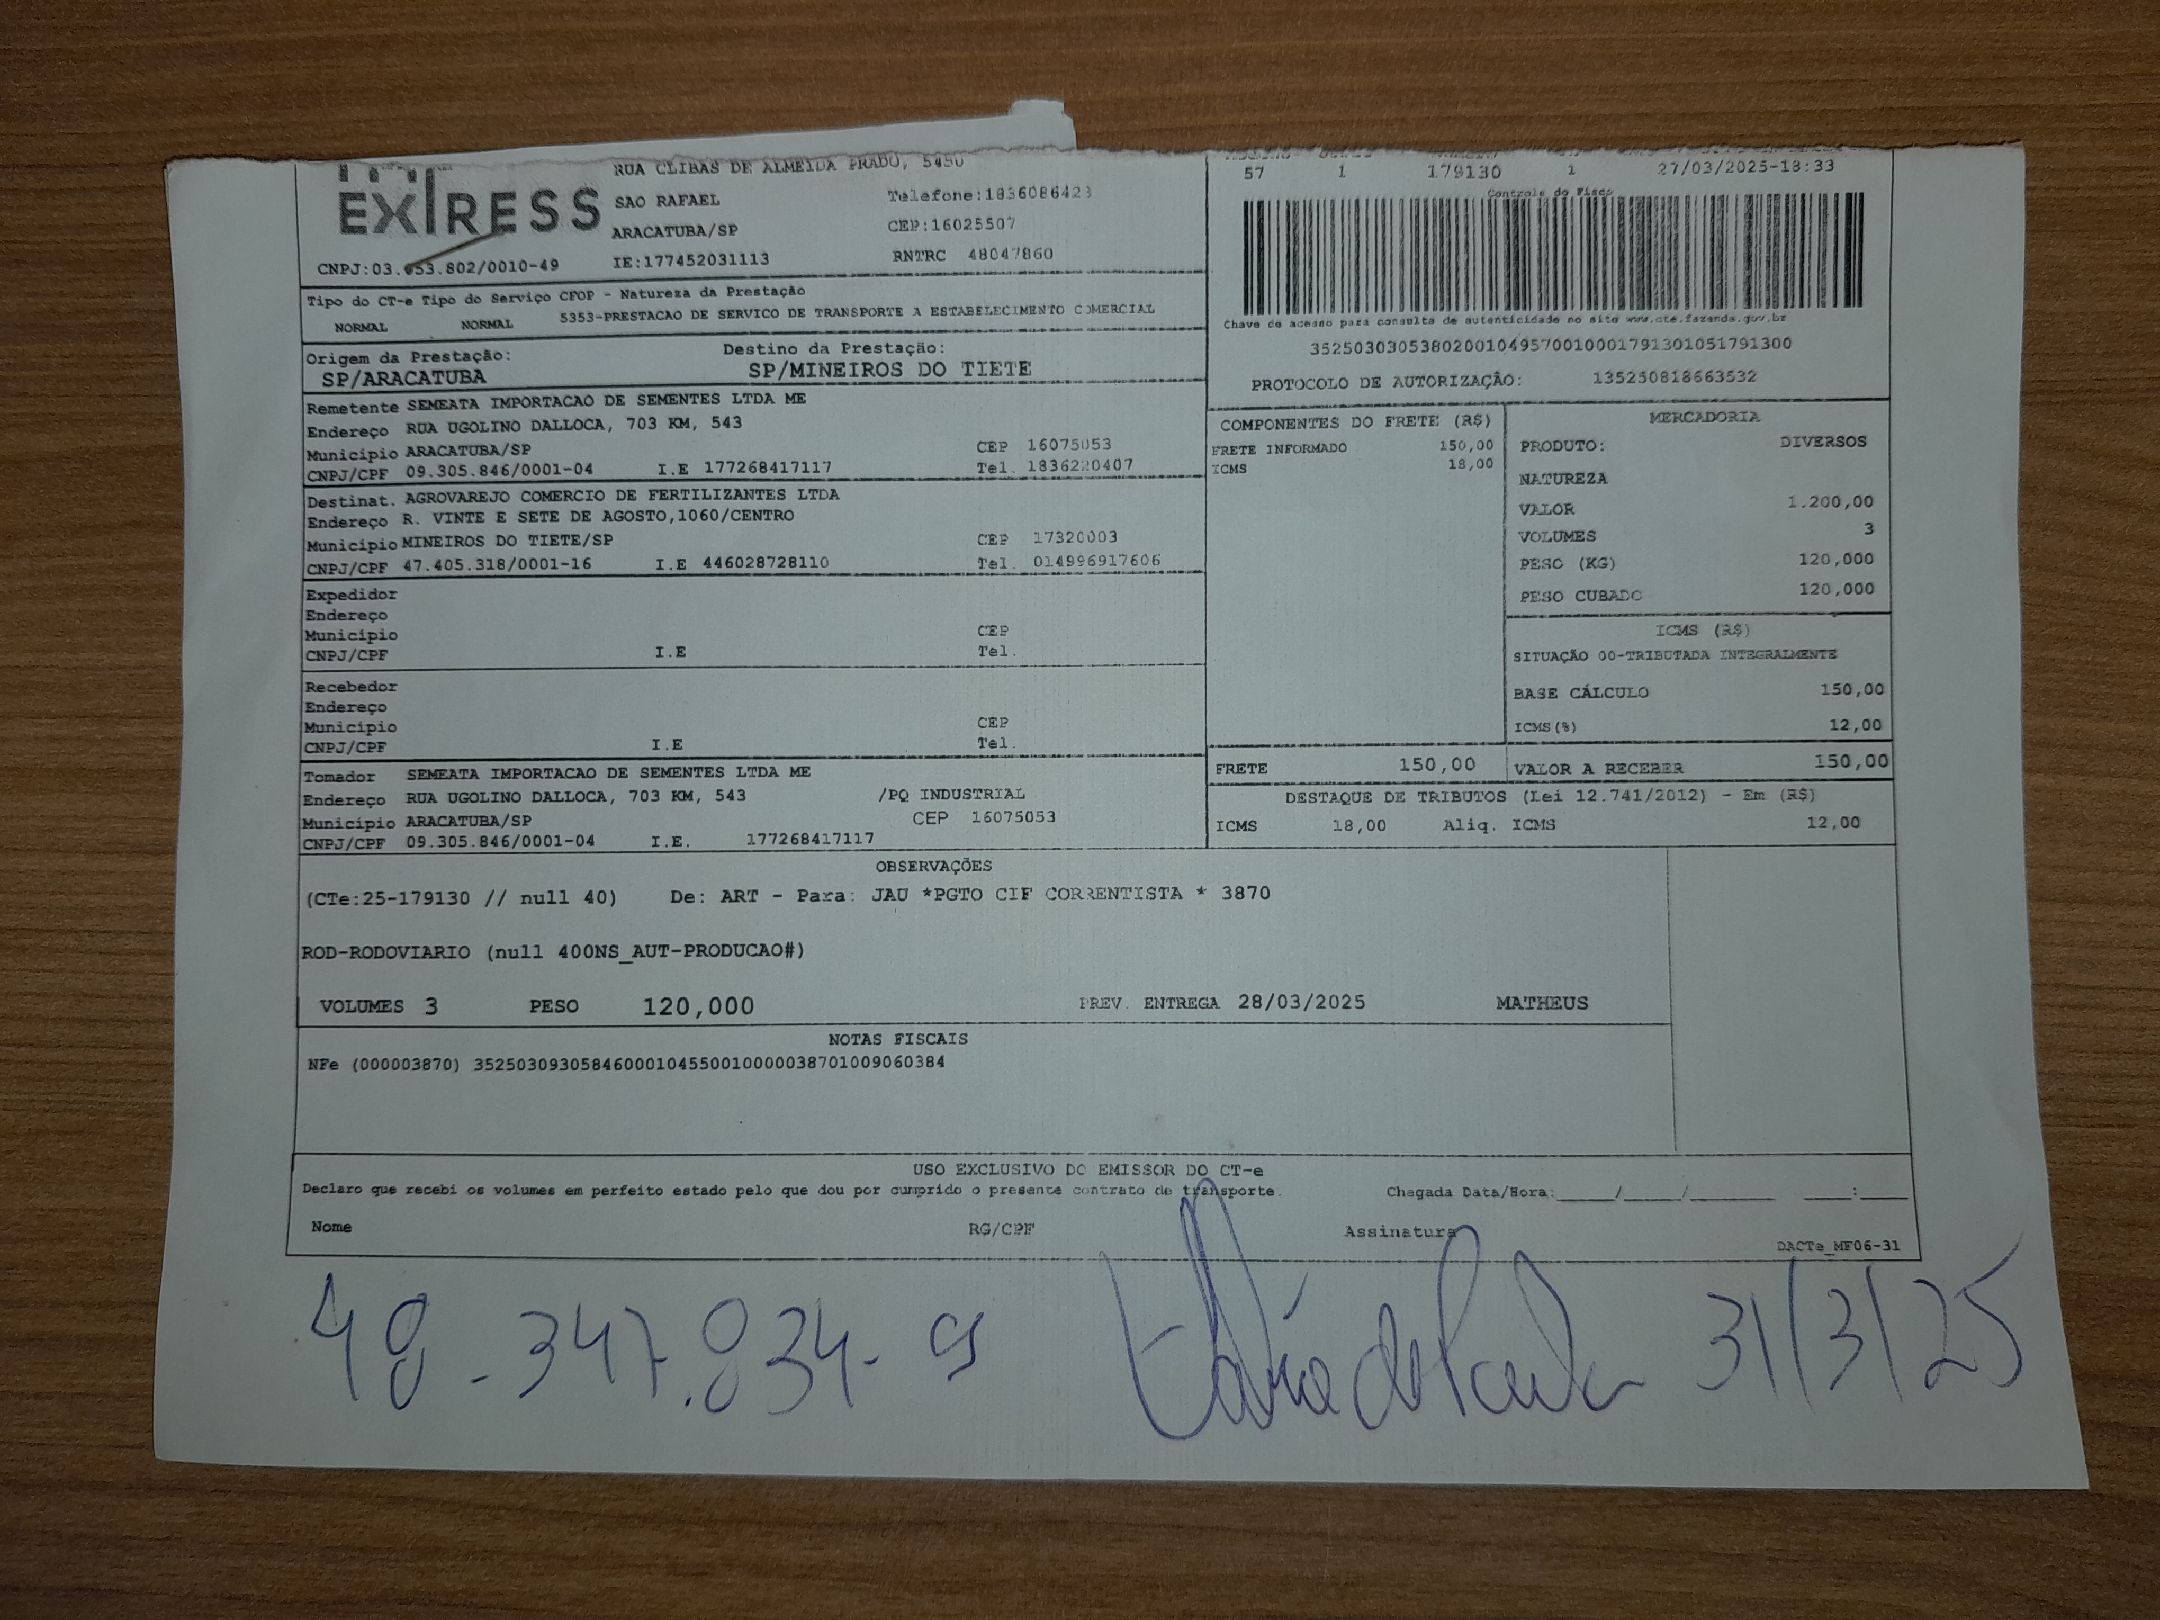 RUA CLIBAS DE ALMEIDA PRADO, 5450
EXPRESS
SAO RAFAEL Telefone:1836086423
ARACATUBA/SP CEP:16025507
CNPJ:03.053.802/0010-49 IE:177452031113 RNTRC 48047860
57 1 179130 1 27/03/2025-18:33
Controle do Fisco
Chave de acesso para consulta de autenticidade no site www.cte.fazenda.gov.br
35250303053802001049570010001791301051791300
PROTOCOLO DE AUTORIZAÇÃO: 135250818663532
Tipo do CT-e Tipo do Serviço CFOP - Natureza da Prestação
NORMAL NORMAL 5353-PRESTACAO DE SERVICO DE TRANSPORTE A ESTABELECIMENTO COMERCIAL
Origem da Prestação: Destino da Prestação:
SP/ARACATUBA SP/MINEIROS DO TIETE
Remetente SEMEATA IMPORTACAO DE SEMENTES LTDA ME
Endereço RUA UGOLINO DALLOCA, 703 KM, 543
Município ARACATUBA/SP CEP 16075053
CNPJ/CPF 09.305.846/0001-04 I.E 177268417117 Tel. 1836220407
Destinat. AGROVAREJO COMERCIO DE FERTILIZANTES LTDA
Endereço R. VINTE E SETE DE AGOSTO,1060/CENTRO
Município MINEIROS DO TIETE/SP CEP 17320003
CNPJ/CPF 47.405.318/0001-16 I.E 446028728110 Tel. 014996917606
Expedidor
Endereço
Município CEP
CNPJ/CPF I.E Tel.
Recebedor
Endereço
Município CEP
CNPJ/CPF I.E Tel.
Tomador SEMEATA IMPORTACAO DE SEMENTES LTDA ME
Endereço RUA UGOLINO DALLOCA, 703 KM, 543 /PQ INDUSTRIAL
Município ARACATUBA/SP CEP 16075053
CNPJ/CPF 09.305.846/0001-04 I.E. 177268417117
COMPONENTES DO FRETE (R$)
FRETE INFORMADO 150,00
ICMS 18,00
MERCADORIA
PRODUTO: DIVERSOS
NATUREZA
VALOR 1.200,00
VOLUMES 3
PESO (KG) 120,000
PESO CUBADO 120,000
ICMS (R$)
SITUAÇÃO 00-TRIBUTADA INTEGRALMENTE
BASE CÁLCULO 150,00
ICMS(%) 12,00
FRETE 150,00 VALOR A RECEBER 150,00
DESTAQUE DE TRIBUTOS (Lei 12.741/2012) - Em (R$)
ICMS 18,00 Aliq. ICMS 12,00
OBSERVAÇÕES
(CTe:25-179130 // null 40) De: ART - Para: JAU *PGTO CIF CORRENTISTA * 3870
ROD-RODOVIARIO (null 400NS_AUT-PRODUCAO#)
VOLUMES 3 PESO 120,000 PREV. ENTREGA 28/03/2025 MATHEUS
NOTAS FISCAIS
NFe (000003870) 35250309305846000104550010000038701009060384
USO EXCLUSIVO DO EMISSOR DO CT-e
Declaro que recebi os volumes em perfeito estado pelo que dou por cumprido o presente contrato de transporte. Chegada Data/Hora:_____/_____/_______ ____:____
Nome RG/CPF Assinatura
DACTe_MF06-31
48-347.834-9 31/3/25